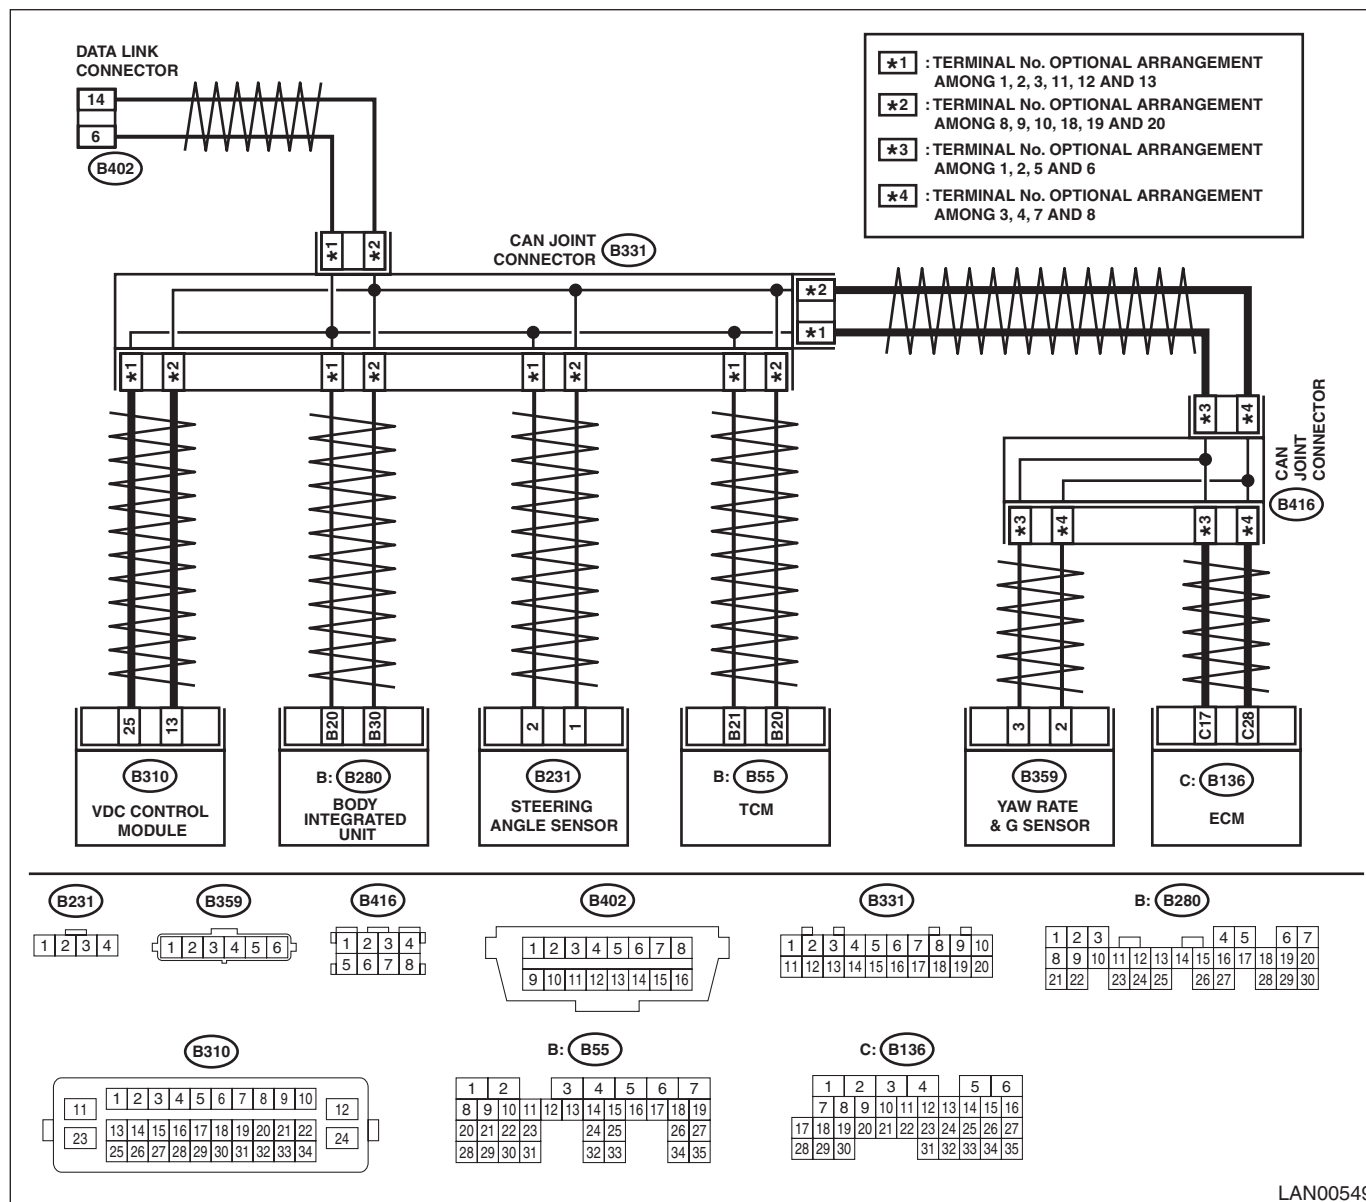 DATA LINK
CONNECTOR
14
6
B402
*1 : TERMINAL No. OPTIONAL ARRANGEMENT
AMONG 1, 2, 3, 11, 12 AND 13
*2 : TERMINAL No. OPTIONAL ARRANGEMENT
AMONG 8, 9, 10, 18, 19 AND 20
*3 : TERMINAL No. OPTIONAL ARRANGEMENT
AMONG 1, 2, 5 AND 6
*4 : TERMINAL No. OPTIONAL ARRANGEMENT
AMONG 3, 4, 7 AND 8
*1 *2
CAN JOINT
CONNECTOR B331
*2
*1
*1 *2 *1 *2 *1 *2 *1 *2
*3 *4
CAN
JOINT
CONNECTOR
B416
*3 *4 *3 *4
25 13 B20 B30 2 1 B21 B20 3 2 C17 C28
B310
VDC CONTROL
MODULE
B: B280
BODY
INTEGRATED
UNIT
B231
STEERING
ANGLE SENSOR
B: B55
TCM
B359
YAW RATE
& G SENSOR
C: B136
ECM
B231
1 2 3 4
B359
1 2 3 4 5 6
B416
1 2 3 4
5 6 7 8
B402
1 2 3 4 5 6 7 8
9 10 11 12 13 14 15 16
B331
1 2 3 4 5 6 7 8 9 10
11 12 13 14 15 16 17 18 19 20
B: B280
1 2 3 4 5 6 7
8 9 10 11 12 13 14 15 16 17 18 19 20
21 22 23 24 25 26 27 28 29 30
B310
11 1 2 3 4 5 6 7 8 9 10 12
23 13 14 15 16 17 18 19 20 21 22 24
25 26 27 28 29 30 31 32 33 34
B: B55
1 2 3 4 5 6 7
8 9 10 11 12 13 14 15 16 17 18 19
20 21 22 23 24 25 26 27
28 29 30 31 32 33 34 35
C: B136
1 2 3 4 5 6
7 8 9 10 11 12 13 14 15 16
17 18 19 20 21 22 23 24 25 26 27
28 29 30 31 32 33 34 35
LAN00549